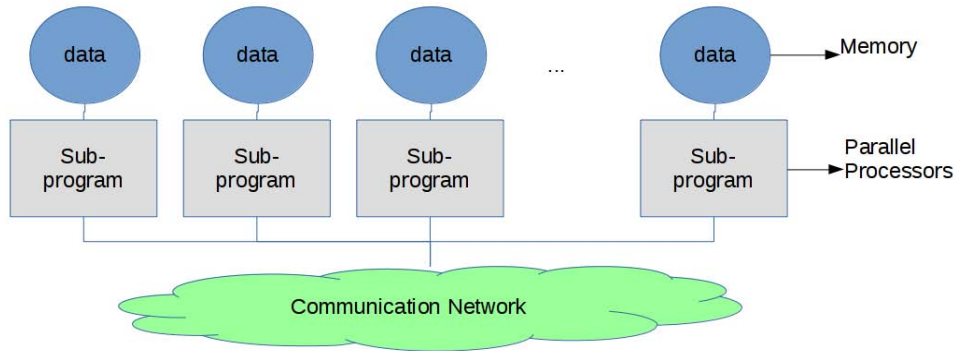 data
data
data
...
data
Memory
Sub-
program
Sub-
program
Sub-
program
Sub-
program
Parallel
Processors
Communication Network